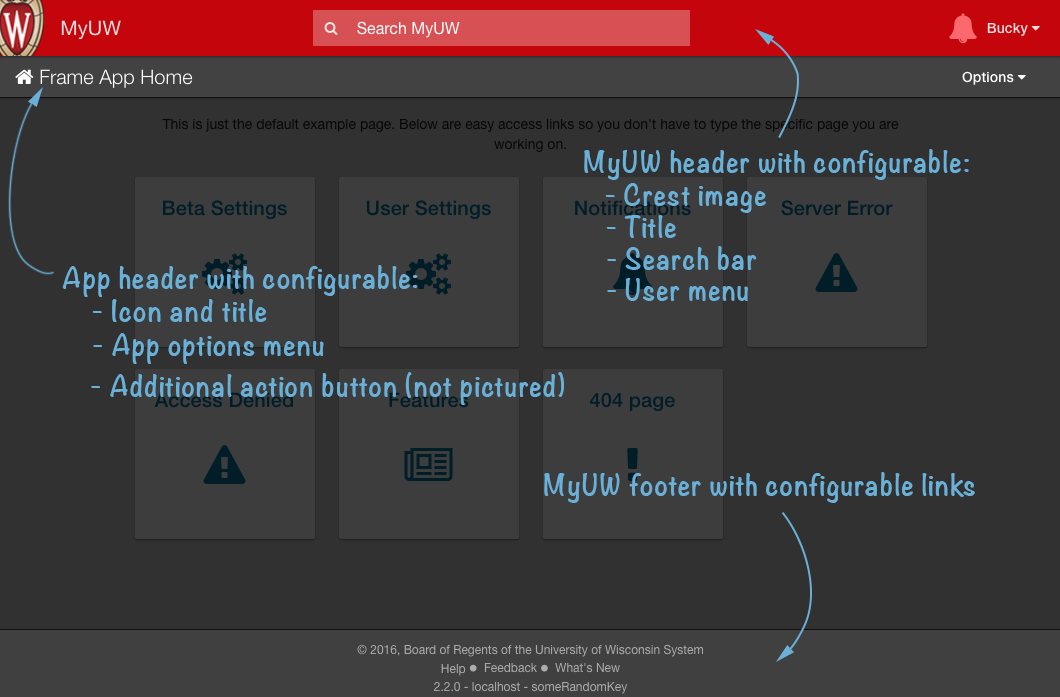 W
MyUW
Search MyUW
Bucky
Frame App Home
Options
This is just the default example page. Below are easy access links so you don't have to type the specific page you are
working on.
MyUW header with configurable:
- Crest image
- Title
- Search bar
- User menu
Beta Settings
User Settings
Notifications
Server Error
App header with configurable:
- Icon and title
- App options menu
- Additional action button (not pictured)
Access Denied
Features
404 page
MyUW footer with configurable links
© 2016, Board of Regents of the University of Wisconsin System
Help ● Feedback ● What's New
2.2.0 - localhost - someRandomKey